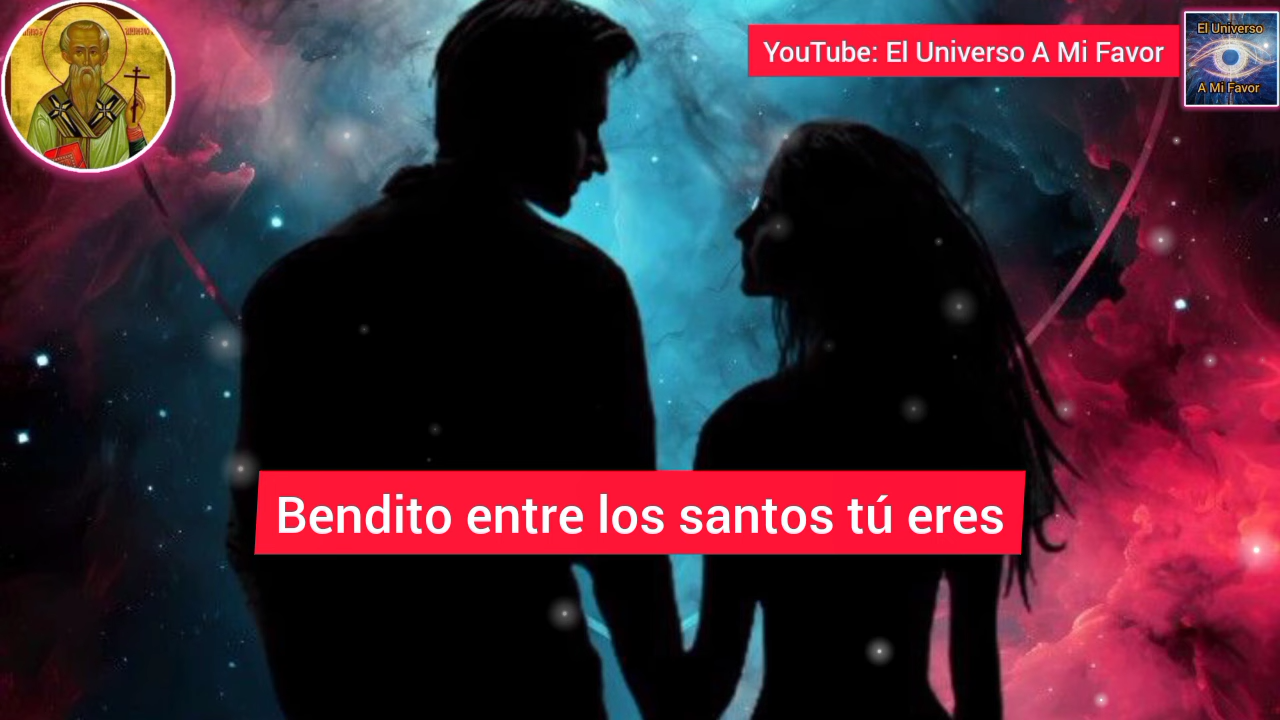 YouTube: El Universo A Mi Favor
El Universo
A Mi Favor
Bendito entre los santos tú eres